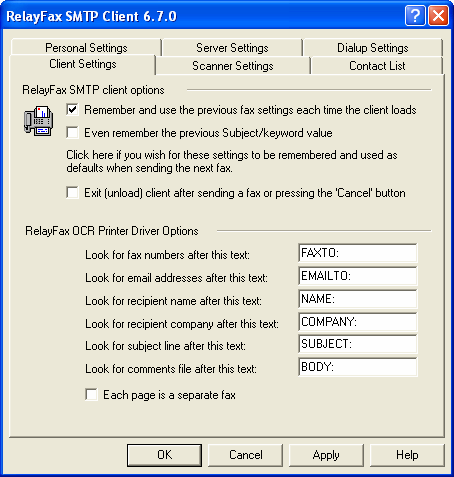 RelayFax SMTP Client 6.7.0
Personal Settings Server Settings Dialup Settings
Client Settings Scanner Settings Contact List
RelayFax SMTP client options
Remember and use the previous fax settings each time the client loads
Even remember the previous Subject/keyword value
Click here if you wish for these settings to be remembered and used as
defaults when sending the next fax.
Exit (unload) client after sending a fax or pressing the 'Cancel' button
RelayFax OCR Printer Driver Options
Look for fax numbers after this text: FAXTO:
Look for email addresses after this text: EMAILTO:
Look for recipient name after this text: NAME:
Look for recipient company after this text: COMPANY:
Look for subject line after this text: SUBJECT:
Look for comments file after this text: BODY:
Each page is a separate fax
OK Cancel Apply Help